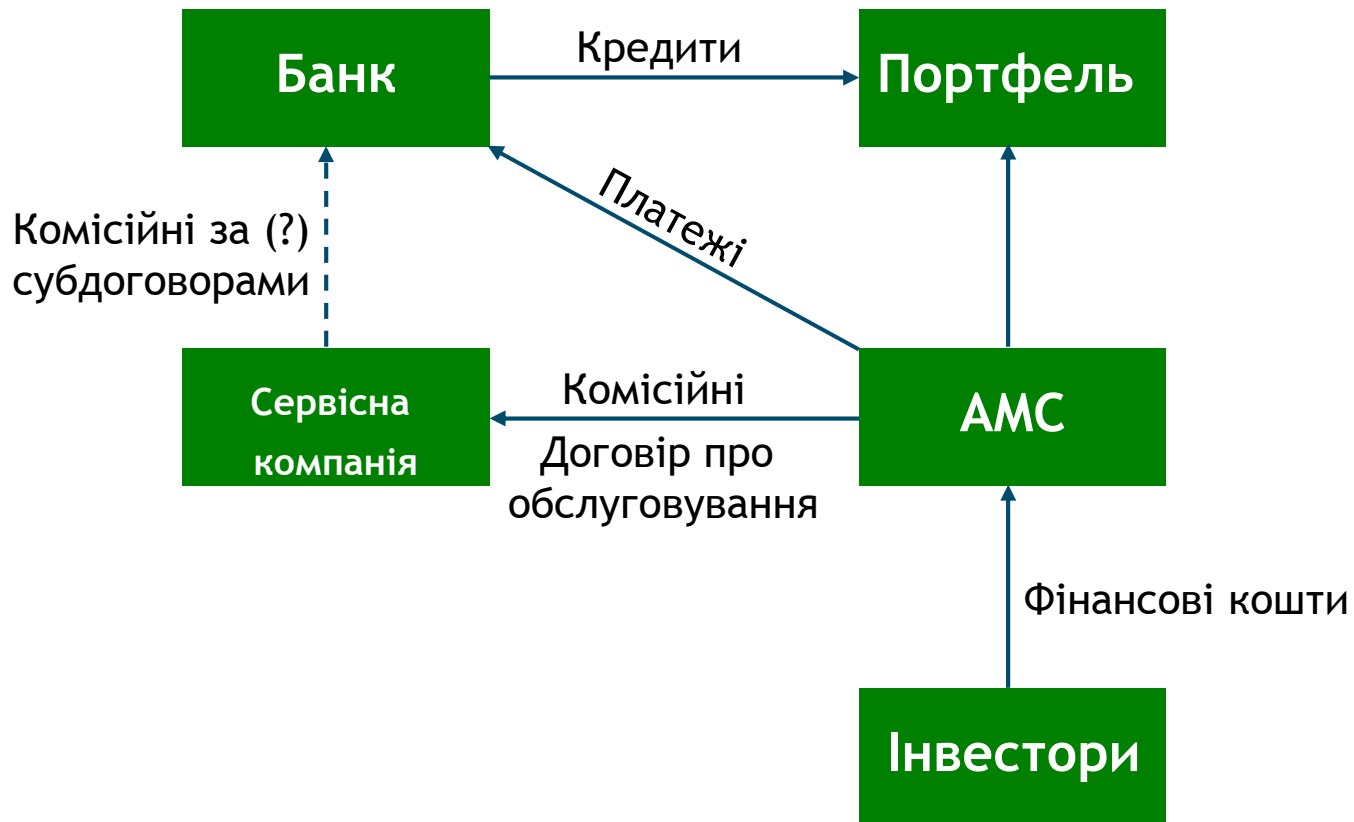 Банк
Кредити
Портфель
Платежі
Комісійні за (?)
субдоговорами
Сервісна
компанія
Комісійні
Договір про
обслуговування
АМС
Фінансові кошти
Інвестори